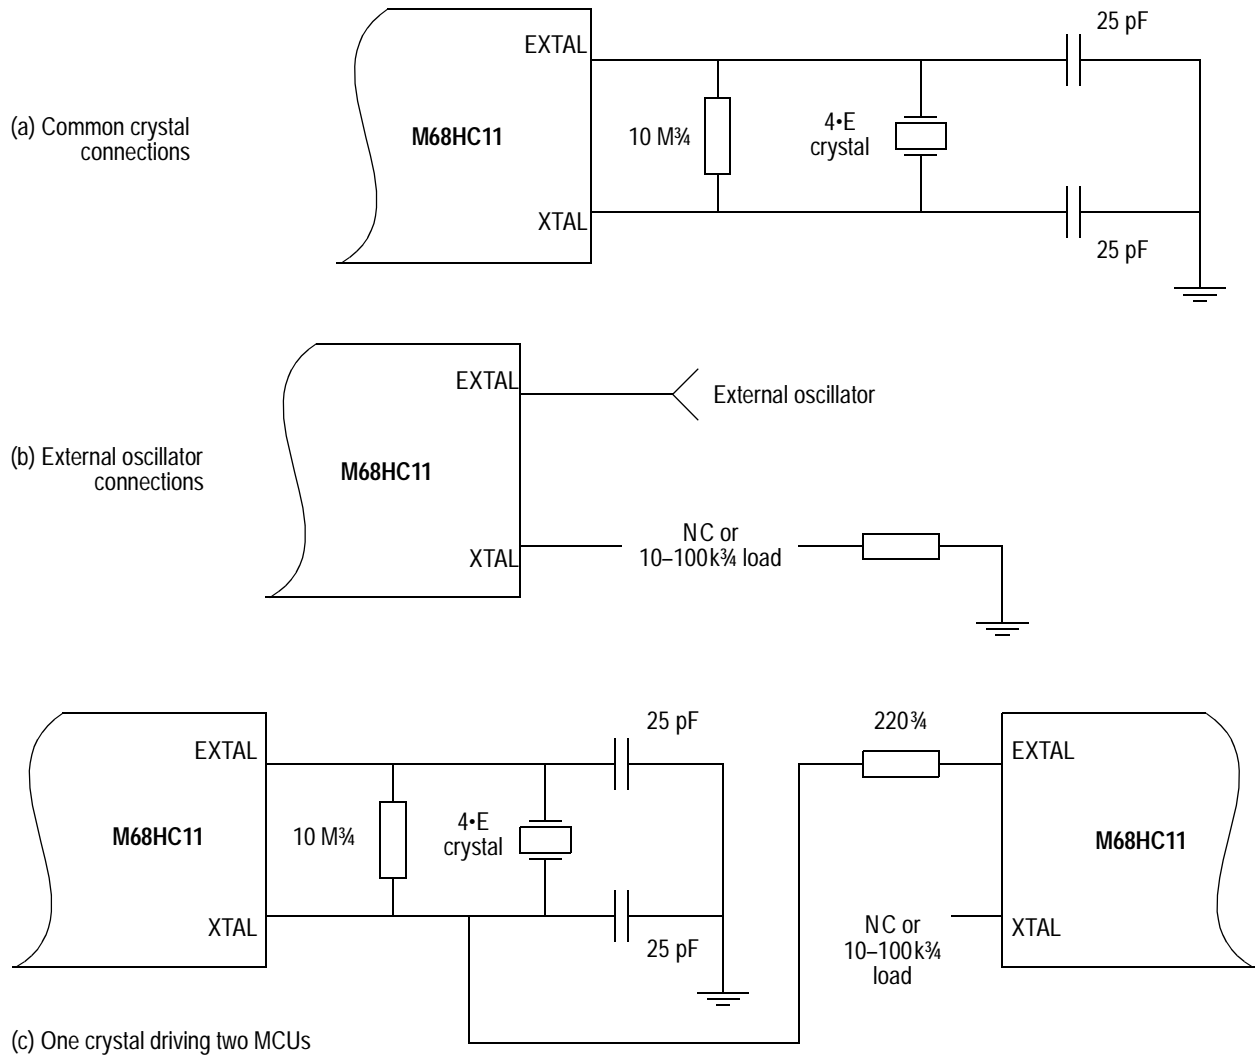 25 pF
EXTAL
(a) Common crystal
connections
M68HC11
10 M¾
4•E
crystal
XTAL
25 pF
EXTAL
External oscillator
(b) External oscillator
connections
M68HC11
NC or
10–100k¾ load
XTAL
25 pF
220¾
EXTAL
EXTAL
M68HC11
10 M¾
4•E
crystal
M68HC11
XTAL
25 pF
NC or
10–100k¾
load
XTAL
(c) One crystal driving two MCUs